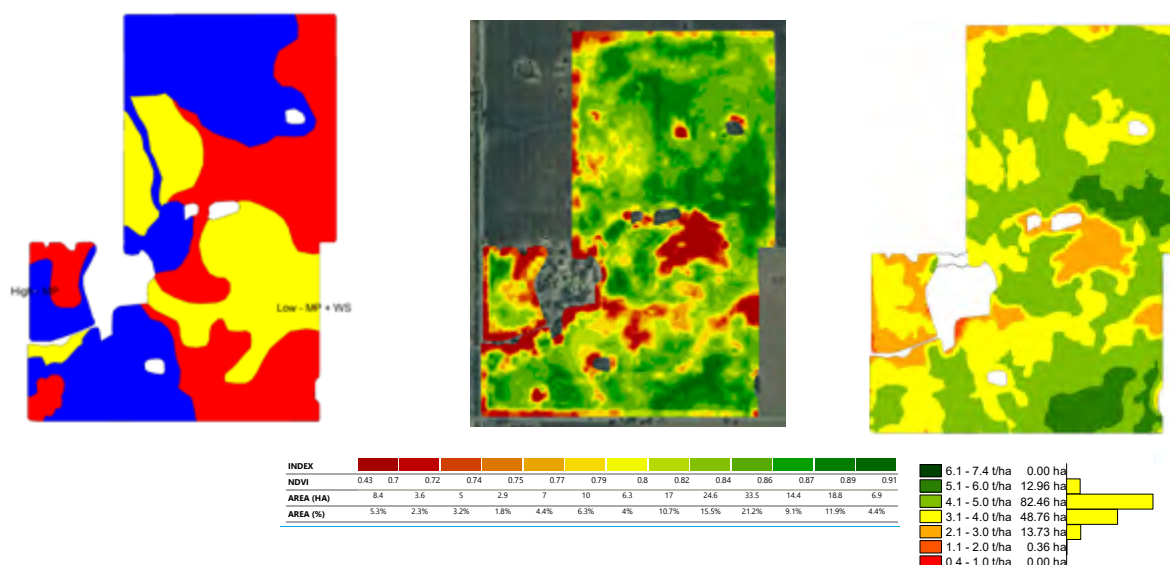 Low - MP + WS
INDEX
NDVI 0.43 0.7 0.72 0.74 0.75 0.77 0.79 0.8 0.82 0.84 0.86 0.87 0.89 0.91
AREA (HA) 8.4 3.6 5 2.9 7 10 6.3 17 24.6 33.5 14.4 18.8 6.9
AREA (%) 5.3% 2.3% 3.2% 1.8% 4.4% 6.3% 4% 10.7% 15.5% 21.2% 9.1% 11.9% 4.4%
6.1 - 7.4 t/ha 0.00 ha
5.1 - 6.0 t/ha 12.96 ha
4.1 - 5.0 t/ha 82.46 ha
3.1 - 4.0 t/ha 48.76 ha
2.1 - 3.0 t/ha 13.73 ha
1.1 - 2.0 t/ha 0.36 ha
0.4 - 1.0 t/ha 0.00 ha